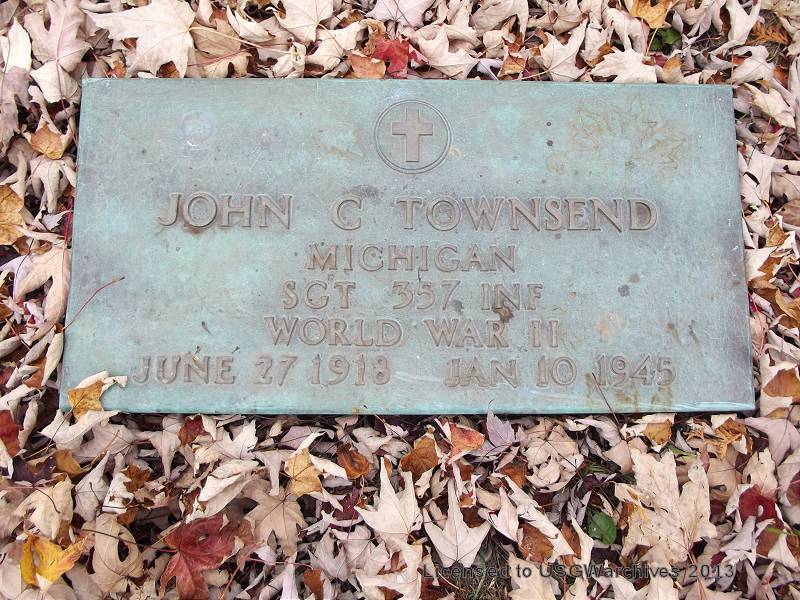 JOHN C TOWNSEND
MICHIGAN
SGT 357 INF
WORLD WAR II
JUNE 27 1918 JAN 10 1945
Licensed to USGWarchives 2013